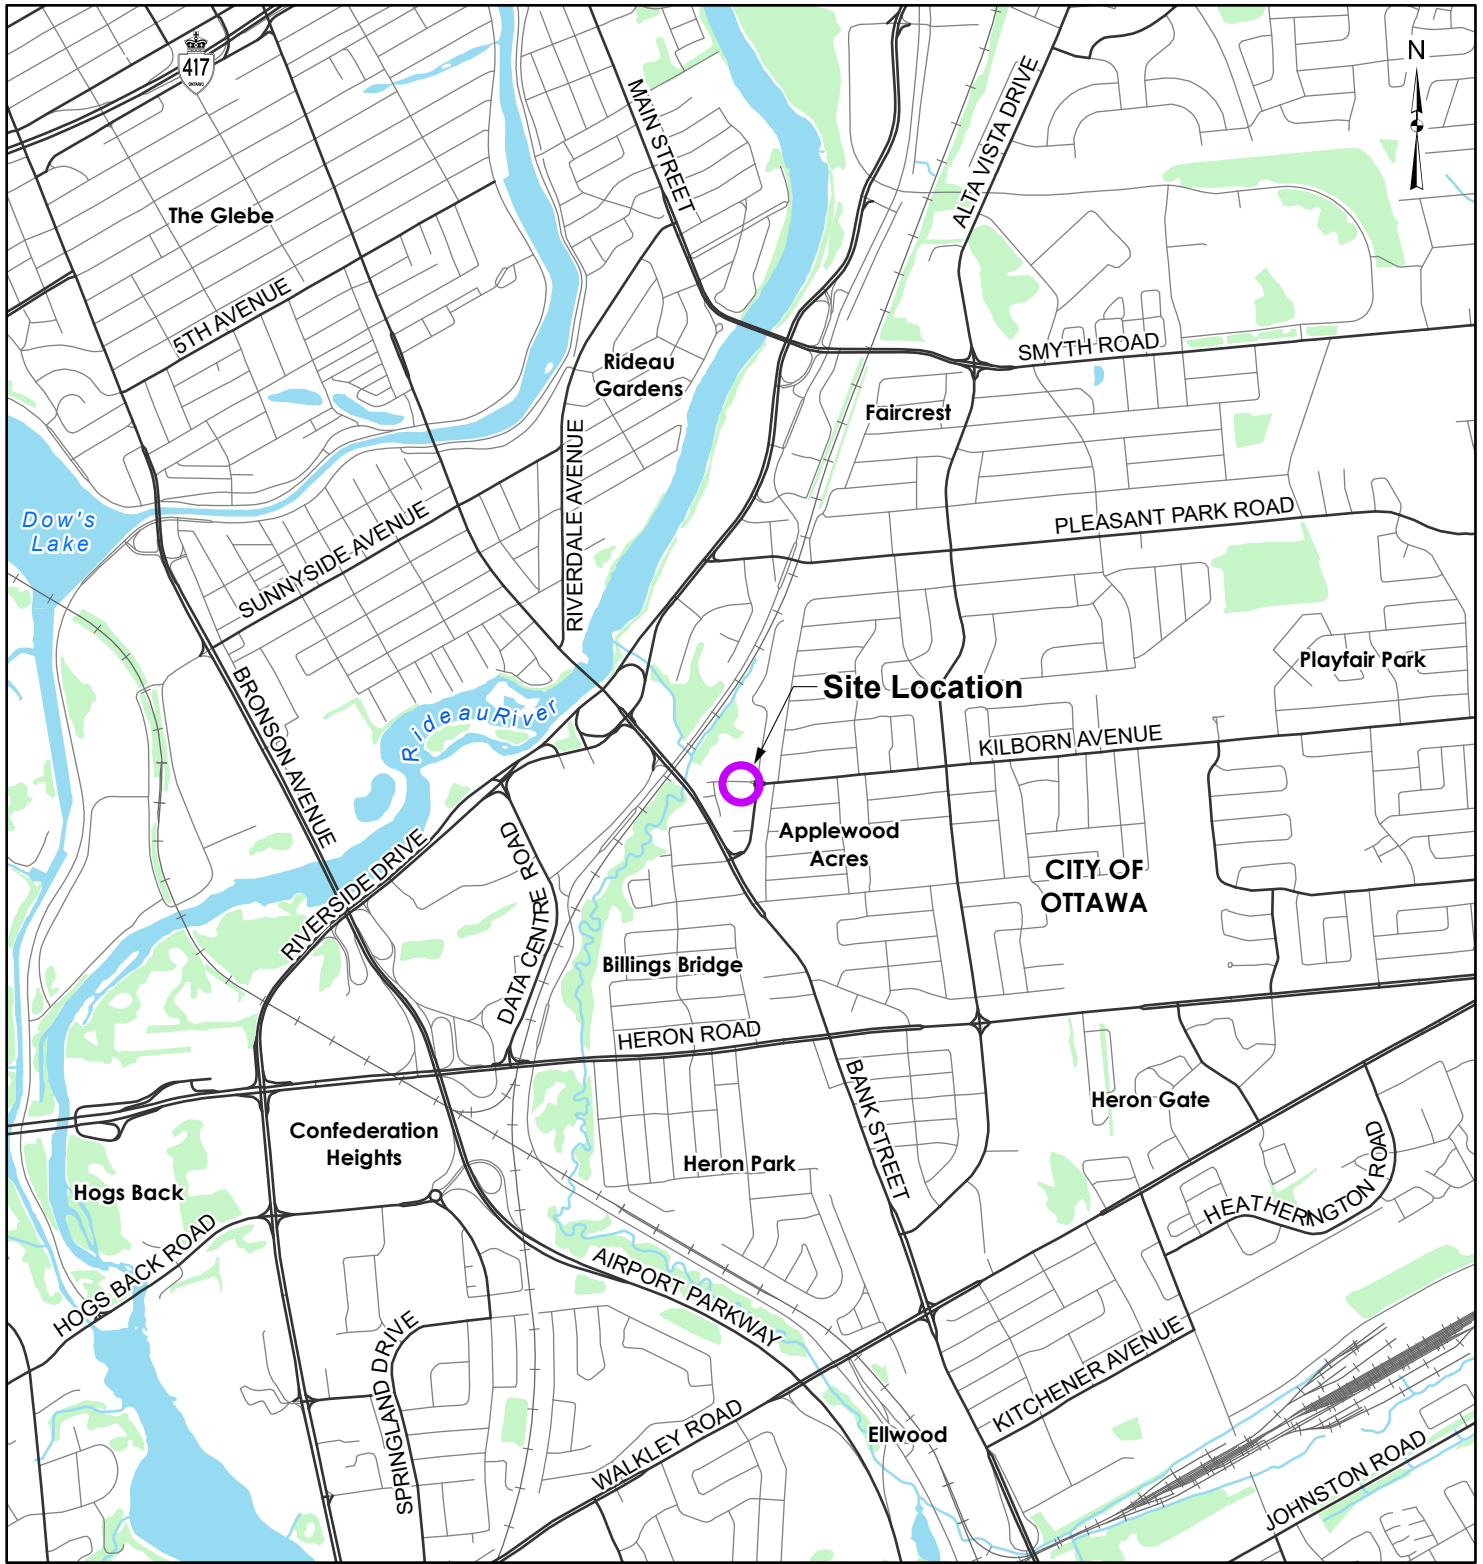 417
ONTARIO
N
MAIN STREET
ALTA VISTA DRIVE
The Glebe
5TH AVENUE
SMYTH ROAD
Rideau
Gardens
Faircrest
RIVERDALE AVENUE
Dow's
Lake
SUNNYSIDE AVENUE
PLEASANT PARK ROAD
Playfair Park
Site Location
BRONSON AVENUE
Rideau River
KILBORN AVENUE
Applewood
Acres
RIVERSIDE DRIVE
DATA CENTRE ROAD
CITY OF
OTTAWA
Billings Bridge
HERON ROAD
BANK STREET
Heron Gate
Confederation
Heights
Heron Park
Hogs Back
HEATHERINGTON ROAD
HOGS BACK ROAD
AIRPORT PARKWAY
SPRINGLAND DRIVE
KITCHENER AVENUE
Ellwood
WALKLEY ROAD
JOHNSTON ROAD